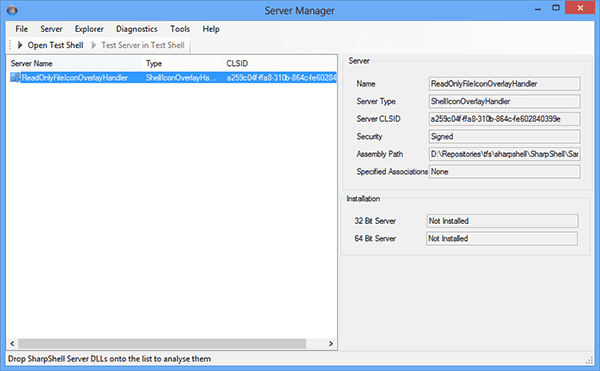 Server Manager
File Server Explorer Diagnostics Tools Help
Open Test Shell Test Server in Test Shell
Server Name Type CLSID
ReadOnlyFileIconOverlayHandler ShellIconOverlayHa... a259c04f-ffa8-310b-864c-fe60284
Server
Name ReadOnlyFileIconOverlayHandler
Server Type ShellIconOverlayHandler
Server CLSID a259c04f-ffa8-310b-864c-fe602840399e
Security Signed
Assembly Path D:\Repositories\tfs\sharpshell\SharpShell\Sar
Specified Associations None
Installation
32 Bit Server Not Installed
64 Bit Server Not Installed
Drop SharpShell Server DLLs onto the list to analyse them